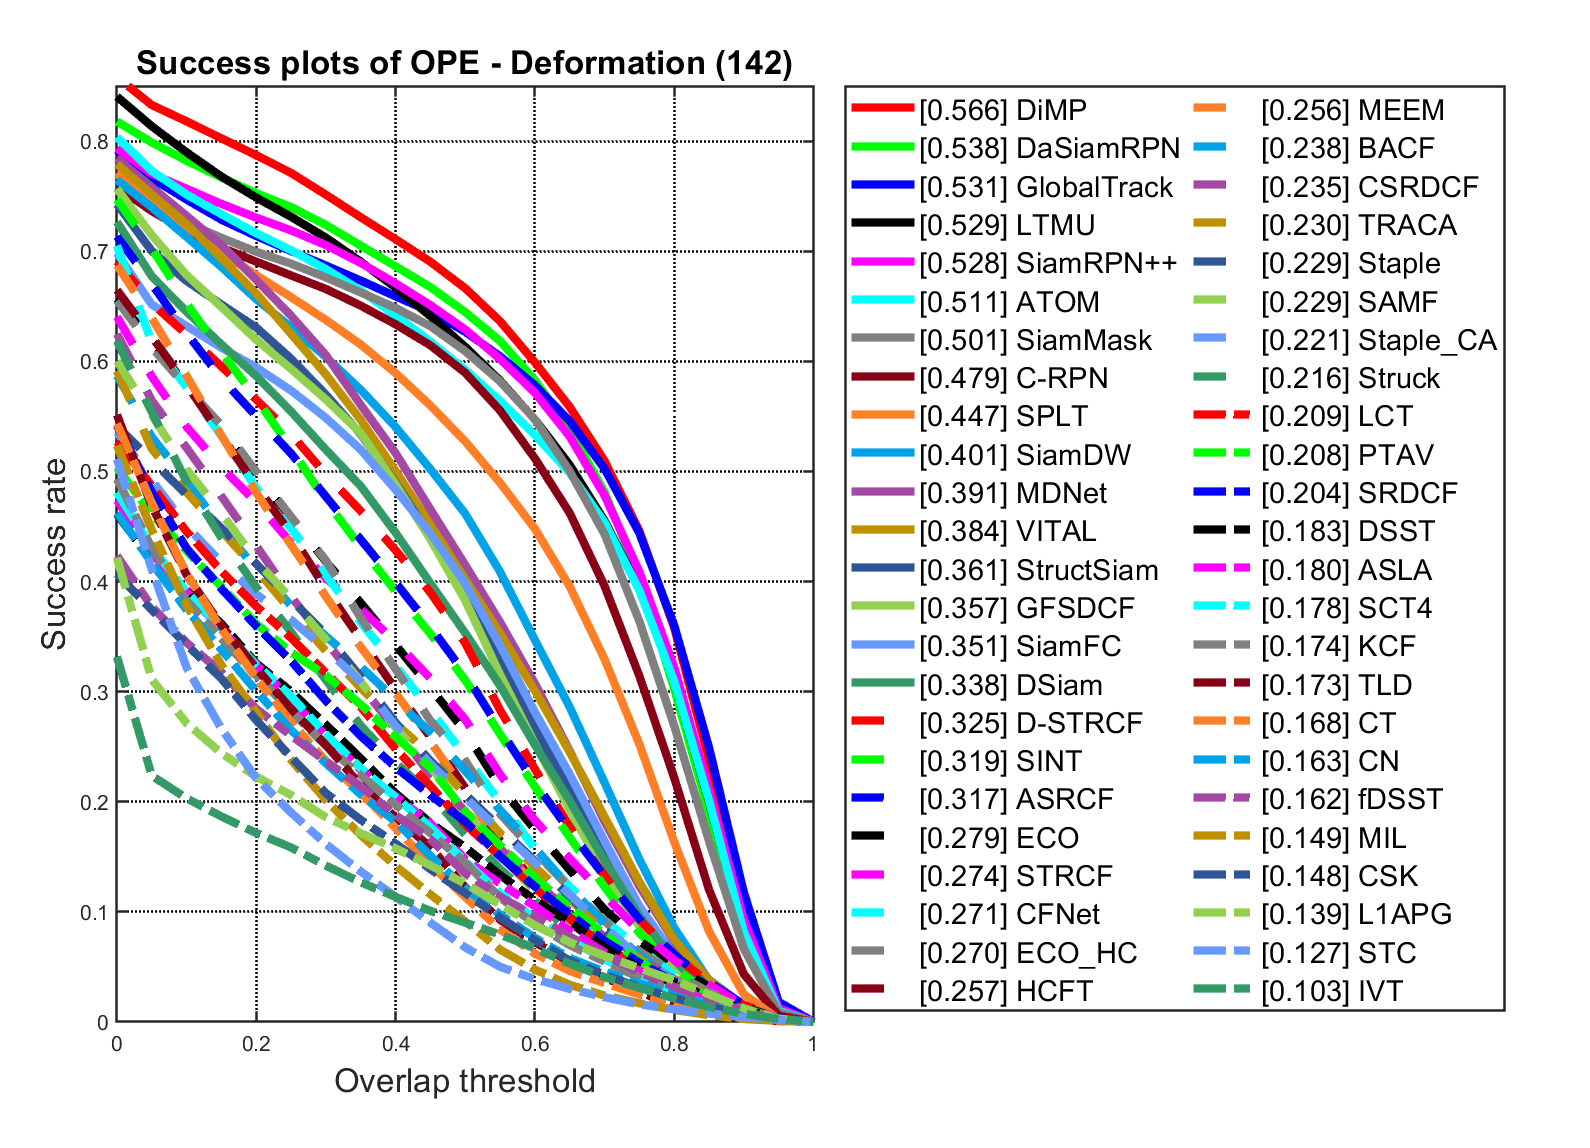 Success plots of OPE - Deformation (142)
Success rate
0.8
0.7
0.6
0.5
0.4
0.3
0.2
0.1
0
0 0.2 0.4 0.6 0.8 1
Overlap threshold
[0.566] DiMP
[0.538] DaSiamRPN
[0.531] GlobalTrack
[0.529] LTMU
[0.528] SiamRPN++
[0.511] ATOM
[0.501] SiamMask
[0.479] C-RPN
[0.447] SPLT
[0.401] SiamDW
[0.391] MDNet
[0.384] VITAL
[0.361] StructSiam
[0.357] GFSDCF
[0.351] SiamFC
[0.338] DSiam
[0.325] D-STRCF
[0.319] SINT
[0.317] ASRCF
[0.279] ECO
[0.274] STRCF
[0.271] CFNet
[0.270] ECO_HC
[0.257] HCFT
[0.256] MEEM
[0.238] BACF
[0.235] CSRDCF
[0.230] TRACA
[0.229] Staple
[0.229] SAMF
[0.221] Staple_CA
[0.216] Struck
[0.209] LCT
[0.208] PTAV
[0.204] SRDCF
[0.183] DSST
[0.180] ASLA
[0.178] SCT4
[0.174] KCF
[0.173] TLD
[0.168] CT
[0.163] CN
[0.162] fDSST
[0.149] MIL
[0.148] CSK
[0.139] L1APG
[0.127] STC
[0.103] IVT